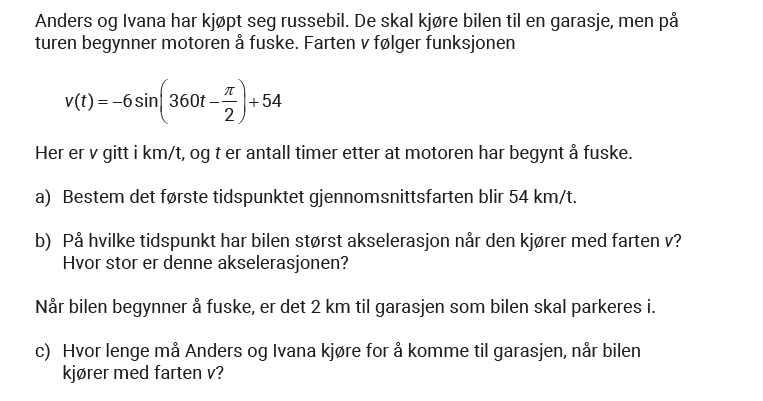 Anders og Ivana har kjøpt seg russebil. De skal kjøre bilen til en garasje, men på
turen begynner motoren å fuske. Farten v følger funksjonen
v(t) = –6 sin(360t – π/2) + 54
Her er v gitt i km/t, og t er antall timer etter at motoren har begynt å fuske.
a) Bestem det første tidspunktet gjennomsnittsfarten blir 54 km/t.
b) På hvilke tidspunkt har bilen størst akselerasjon når den kjører med farten v?
Hvor stor er denne akselerasjonen?
Når bilen begynner å fuske, er det 2 km til garasjen som bilen skal parkeres i.
c) Hvor lenge må Anders og Ivana kjøre for å komme til garasjen, når bilen
kjører med farten v?